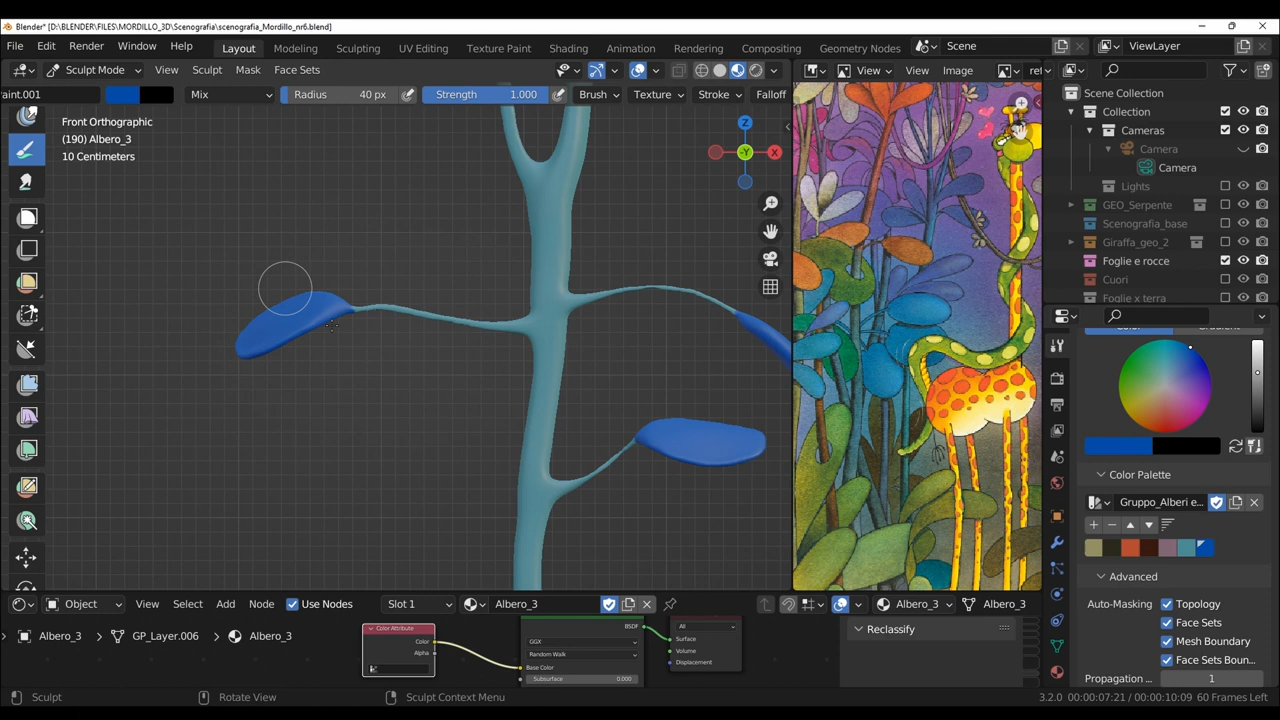 Blender* [D:\BLENDER\FILES\MORDILLO_3D\Scenografia\scenografia_Mordillo_nr6.blend]
File Edit Render Window Help Layout Modeling Sculpting UV Editing Texture Paint Shading Animation Rendering Compositing Geometry Nodes Scene ViewLayer
Sculpt Mode View Sculpt Mask Face Sets View View Image ref
aint.001 Mix Radius 40 px Strength 1.000 Brush Texture Stroke Falloff
Scene Collection
Collection
Cameras
Camera
Camera
Lights
GEO_Serpente
Scenografia_base
Giraffa_geo_2
Foglie e rocce
Cuori
Foglie x terra
Front Orthographic
(190) Albero_3
10 Centimeters
Z
-Y
X
Color Gradient
Color Palette
Gruppo_Alberi e...
Advanced
Auto-Masking Topology
Face Sets
Mesh Boundary
Face Sets Boun...
Propagation ... 1
Object View Select Add Node Use Nodes Slot 1 Albero_3 Albero_3 Albero_3
Albero_3 GP_Layer.006 Albero_3
Color Attribute
Color
Alpha
BSDF
GGX
Random Walk
Base Color
Subsurface 0.000
All
Surface
Volume
Displacement
Reclassify
Sculpt Rotate View Sculpt Context Menu 3.2.0 00:00:07:21 / 00:00:10:09 60 Frames Left